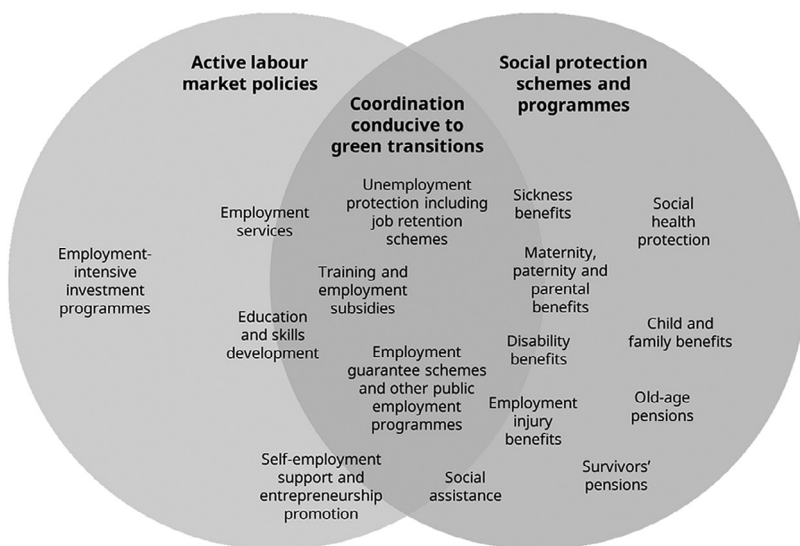 Active labour
market policies
Social protection
schemes and
programmes
Coordination
conducive to
green transitions
Unemployment
protection including
job retention
schemes
Sickness
benefits
Social
health
protection
Employment
services
Employment-
intensive
investment
programmes
Training and
employment
subsidies
Maternity,
paternity and
parental
benefits
Education
and skills
development
Child and
family benefits
Disability
benefits
Employment
guarantee schemes
and other public
employment
programmes
Employment
injury
benefits
Old-age
pensions
Self-employment
support and
entrepreneurship
promotion
Social
assistance
Survivors’
pensions